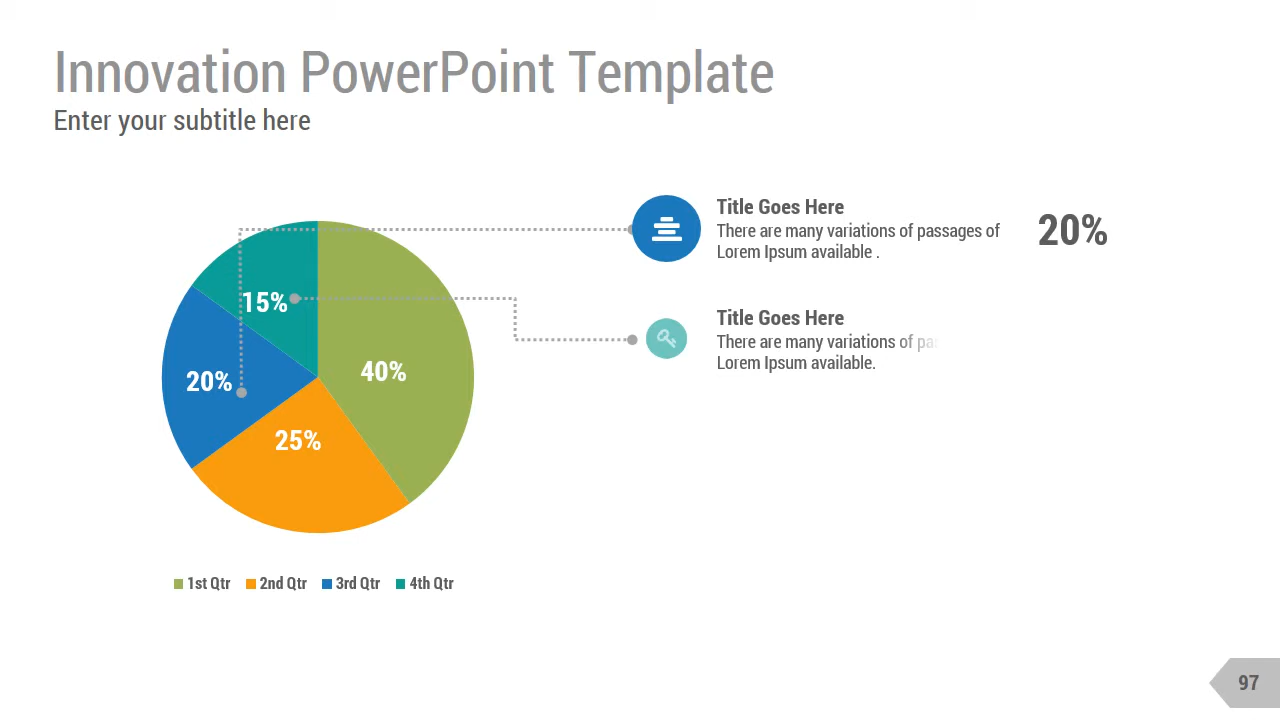 Innovation PowerPoint Template
Enter your subtitle here
Title Goes Here
There are many variations of passages of
Lorem Ipsum available .
20%
Title Goes Here
There are many variations of
Lorem Ipsum available.
15%
20%
40%
25%
1st Qtr 2nd Qtr 3rd Qtr 4th Qtr
97